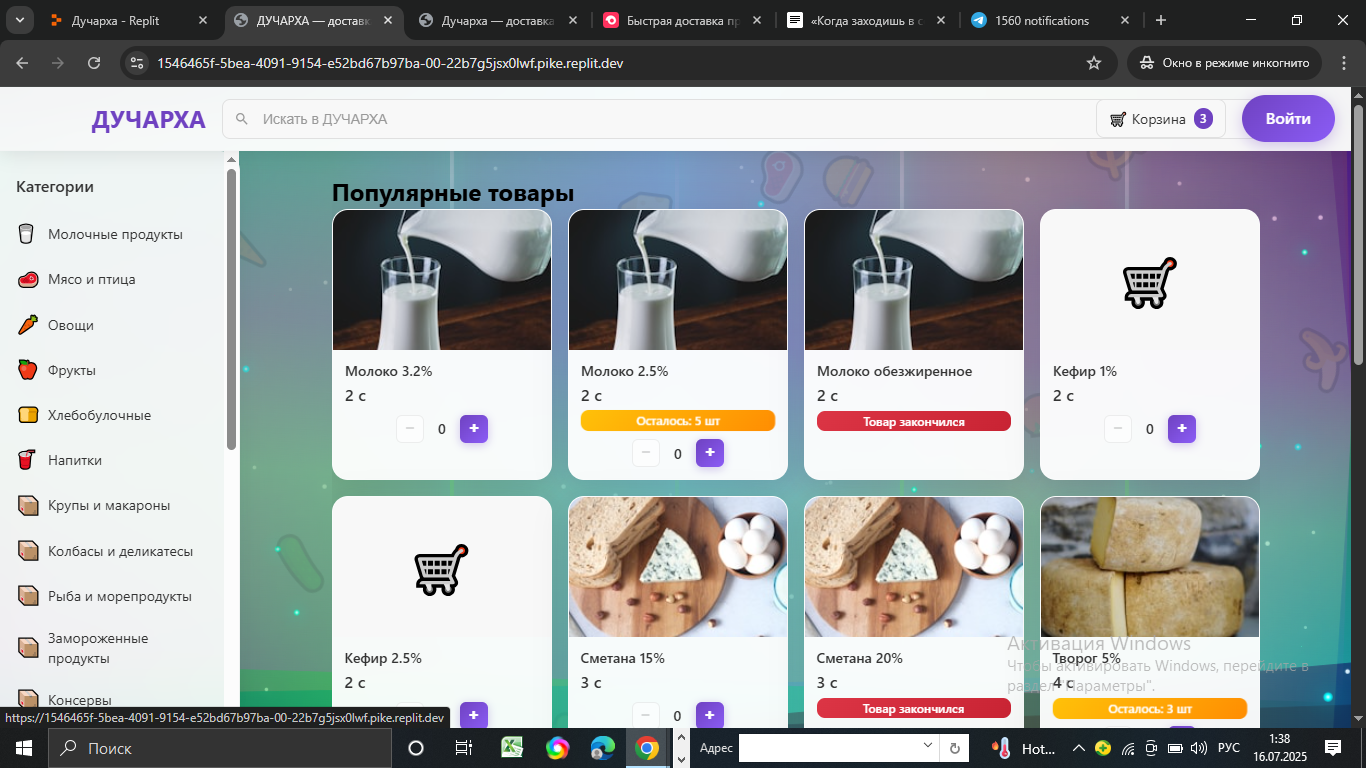 Дучарха - Replit
ДУЧАРХА — доставка
Дучарха — доставка
Быстрая доставка пр
«Когда заходишь в с
1560 notifications
1546465f-5bea-4091-9154-e52bd67b97ba-00-22b7g5jsx0lwf.pike.replit.dev
Окно в режиме инкогнито
ДУЧАРХА
Искать в ДУЧАРХА
Корзина 3
Войти
Категории
Молочные продукты
Мясо и птица
Овощи
Фрукты
Хлебобулочные
Напитки
Крупы и макароны
Колбасы и деликатесы
Рыба и морепродукты
Замороженные
продукты
Консервы
Популярные товары
Молоко 3.2%
2 с
− 0 +
Молоко 2.5%
2 с
Осталось: 5 шт
− 0 +
Молоко обезжиренное
2 с
Товар закончился
Кефир 1%
2 с
− 0 +
Кефир 2.5%
2 с
+
Сметана 15%
3 с
− 0 +
Сметана 20%
3 с
Товар закончился
Творог 5%
4 с
Осталось: 3 шт
Активация Windows
Чтобы активировать Windows, перейдите в
раздел "Параметры".
https://1546465f-5bea-4091-9154-e52bd67b97ba-00-22b7g5jsx0lwf.pike.replit.dev
Поиск
Адрес
Hot...
РУС
1:38
16.07.2025